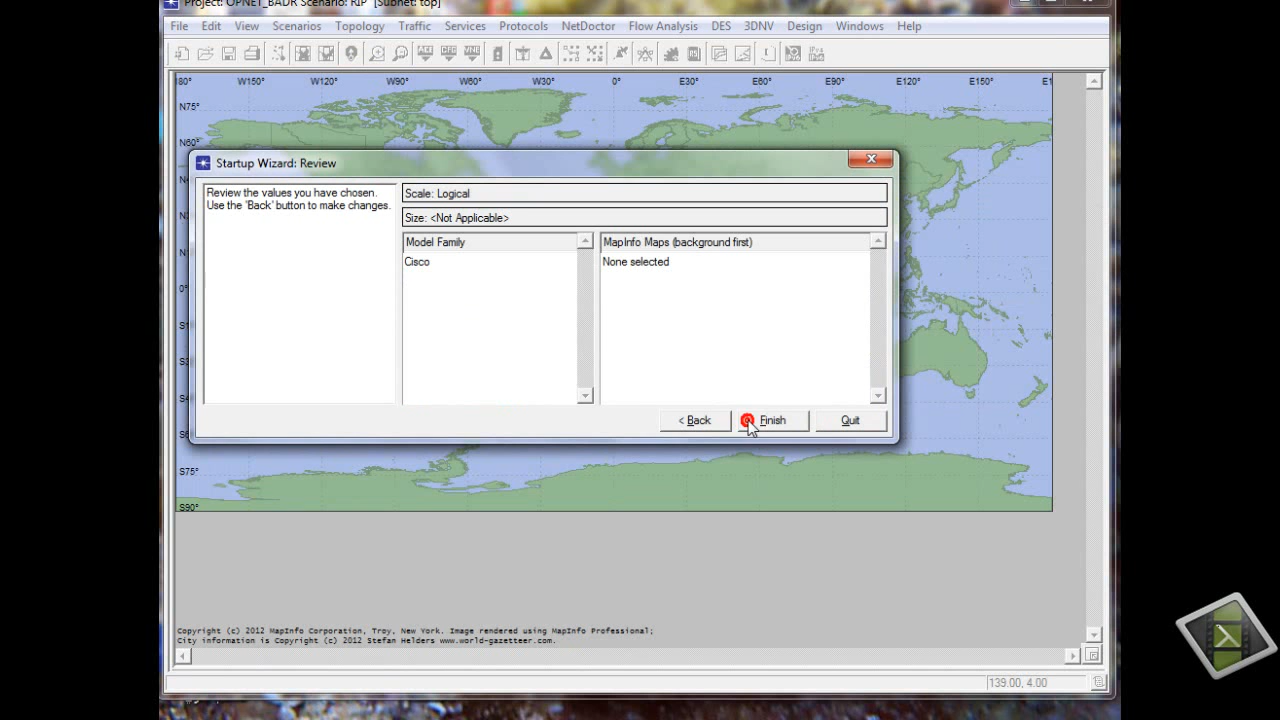 Project: OPNET_BADR Scenario: RIP [Subnet: top]
File Edit View Scenarios Topology Traffic Services Protocols NetDoctor Flow Analysis DES 3DNV Design Windows Help
W150° W120° W90° W60° W30° 0° E30° E60° E90° E120° E150°
N75°
N60°
Startup Wizard: Review
Review the values you have chosen.
Use the 'Back' button to make changes.
Scale: Logical
Size: <Not Applicable>
Model Family
Cisco
MapInfo Maps (background first)
None selected
0°
< Back
Finish
Quit
S75°
S90°
Copyright (c) 2012 MapInfo Corporation, Troy, New York. Image rendered using MapInfo Professional;
City information is Copyright (c) 2012 Stefan Helders www.world-gazetteer.com.
139.00, 4.00